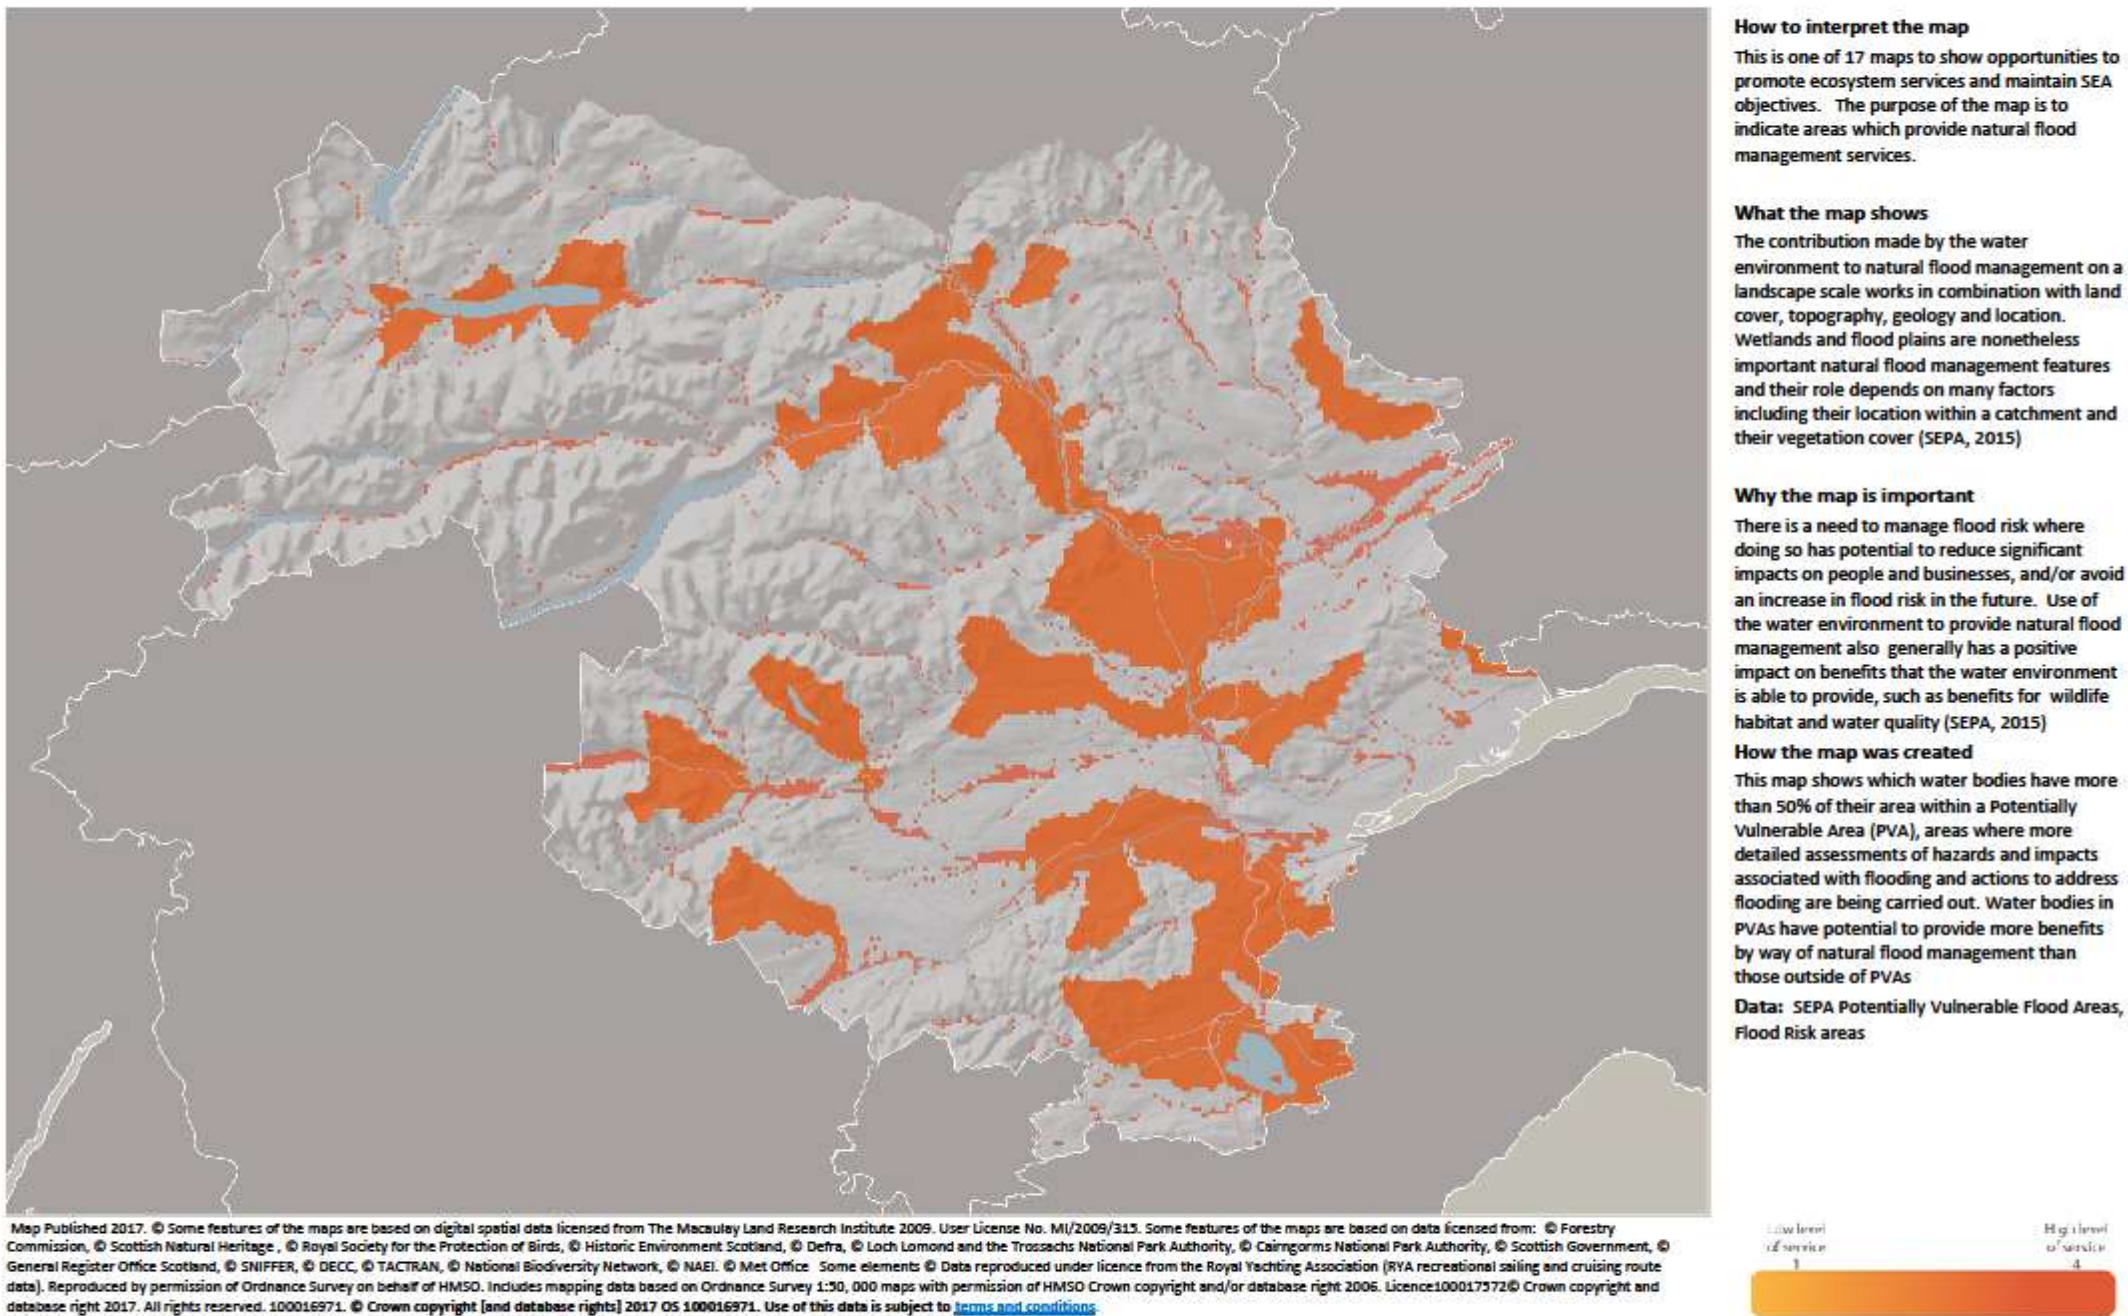 How to interpret the map
This is one of 17 maps to show opportunities to
promote ecosystem services and maintain SEA
objectives.   The purpose of the map is to
indicate areas which provide natural flood
management services.
What the map shows
The contribution made by the water
environment to natural flood management on a
landscape scale works in combination with land
cover, topography, geology and location.
Wetlands and flood plains are nonetheless
important natural flood management features
and their role depends on many factors
including their location within a catchment and
their vegetation cover (SEPA, 2015)
Why the map is important
There is a need to manage flood risk where
doing so has potential to reduce significant
impacts on people and businesses, and/or avoid
an increase in flood risk in the future.  Use of
the water environment to provide natural flood
management also  generally has a positive
impact on benefits that the water environment
is able to provide, such as benefits for  wildlife
habitat and water quality (SEPA, 2015)
How the map was created
This map shows which water bodies have more
than 50% of their area within a Potentially
Vulnerable Area (PVA), areas where more
detailed assessments of hazards and impacts
associated with flooding and actions to address
flooding are being carried out. Water bodies in
PVAs have potential to provide more benefits
by way of natural flood management than
those outside of PVAs
Data:  SEPA Potentially Vulnerable Flood Areas,
Flood Risk areas
Map Published 2017. © Some features of the maps are based on digital spatial data licensed from The Macaulay Land Research Institute 2009. User License No. MI/2009/315. Some features of the maps are based on data licensed from:  © Forestry
Commission, © Scottish Natural Heritage , © Royal Society for the Protection of Birds, © Historic Environment Scotland, © Defra, © Loch Lomond and the Trossachs National Park Authority, © Cairngorms National Park Authority, © Scottish Government, ©
General Register Office Scotland, © SNIFFER, © DECC, © TACTRAN, © National Biodiversity Network, © NAEI. © Met Office   Some elements © Data reproduced under licence from the Royal Yachting Association (RYA recreational sailing and cruising route
data). Reproduced by permission of Ordnance Survey on behalf of HMSO. Includes mapping data based on Ordnance Survey 1:50, 000 maps with permission of HMSO Crown copyright and/or database right 2006. Licence100017572© Crown copyright and
database right 2017. All rights reserved. 100016971. © Crown copyright [and database rights] 2017 OS 100016971. Use of this data is subject to terms and conditions.
Low level
of service
1
High level
of service
4